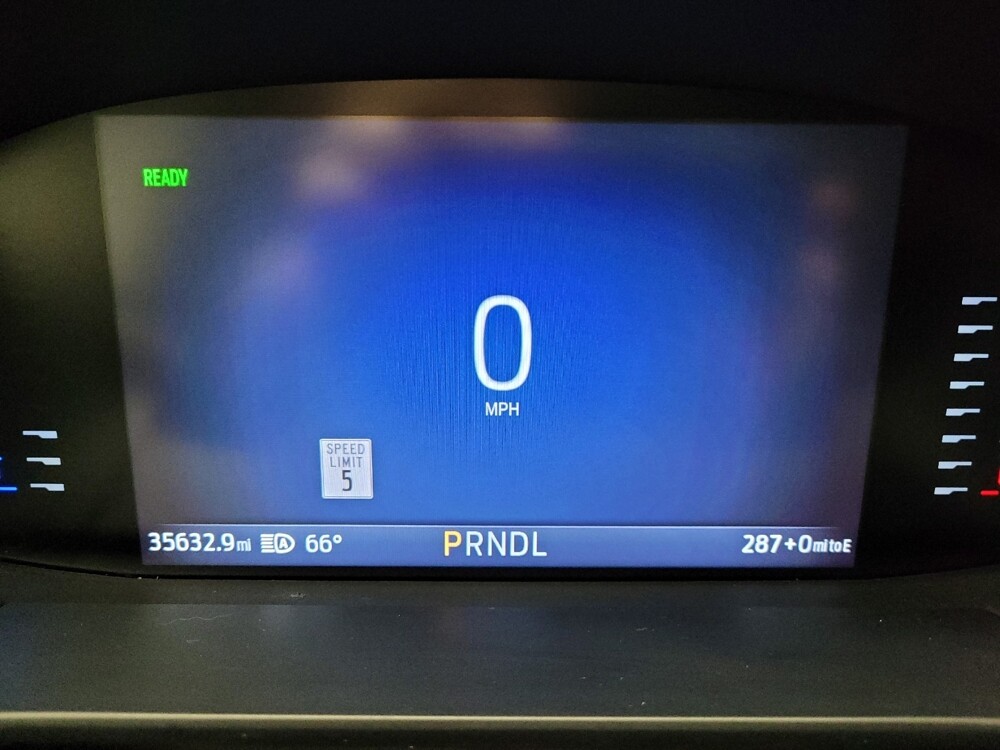 READY
0
MPH
SPEED
LIMIT
5
35632.9mi 66° PRNDL 287+0mitoE